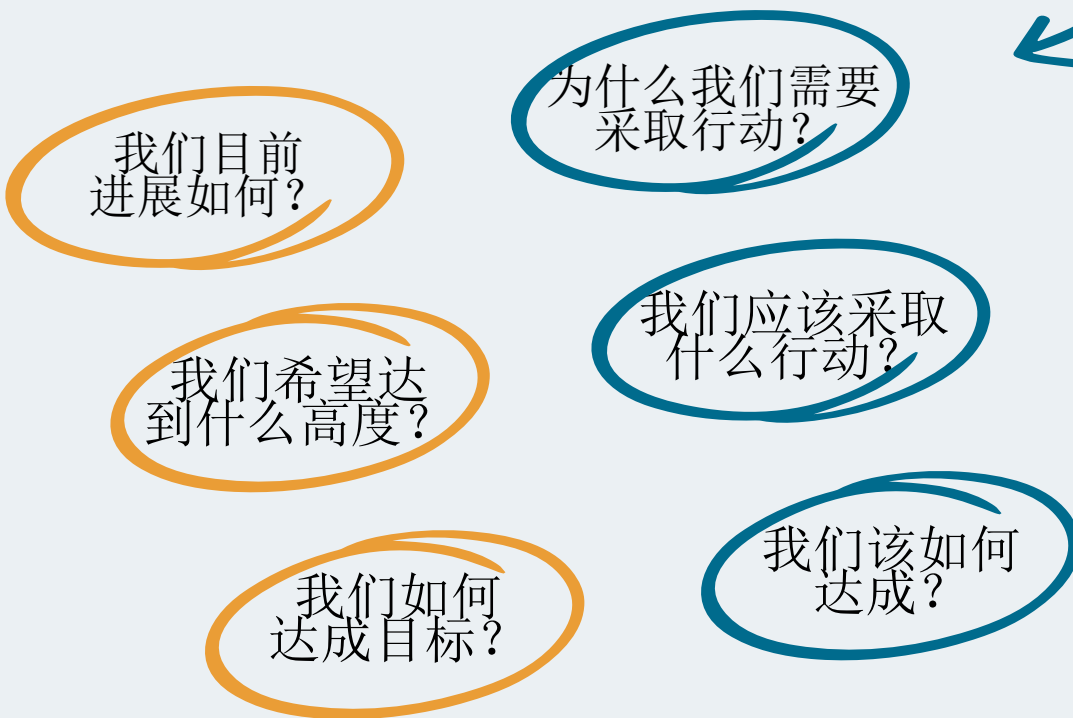 我们目前
进展如何？
我们希望达
到什么高度？
我们如何
达成目标？
为什么我们需要
采取行动？
我们应该采取
什么行动？
我们该如何
达成？